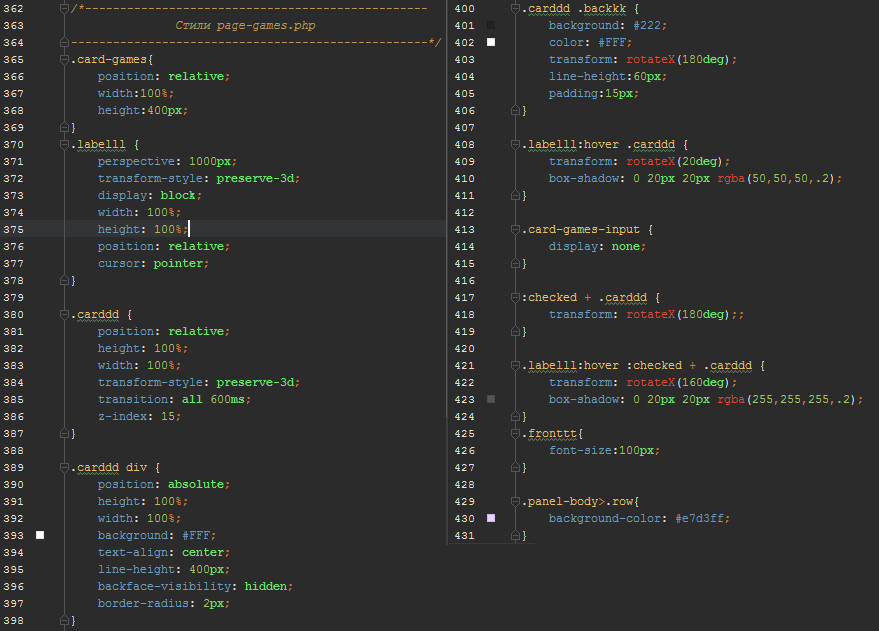 362 /*-------------------------------------------------
363 Стили page-games.php
364 ---------------------------------------------------*/
365 .card-games{
366 position: relative;
367 width:100%;
368 height:400px;
369 }
370 .labelll {
371 perspective: 1000px;
372 transform-style: preserve-3d;
373 display: block;
374 width: 100%;
375 height: 100%;
376 position: relative;
377 cursor: pointer;
378 }
379
380 .carddd {
381 position: relative;
382 height: 100%;
383 width: 100%;
384 transform-style: preserve-3d;
385 transition: all 600ms;
386 z-index: 15;
387 }
388
389 .carddd div {
390 position: absolute;
391 height: 100%;
392 width: 100%;
393 background: #FFF;
394 text-align: center;
395 line-height: 400px;
396 backface-visibility: hidden;
397 border-radius: 2px;
398 }
400 .carddd .backkk {
401 background: #222;
402 color: #FFF;
403 transform: rotateX(180deg);
404 line-height:60px;
405 padding:15px;
406 }
407
408 .labelll:hover .carddd {
409 transform: rotateX(20deg);
410 box-shadow: 0 20px 20px rgba(50,50,50,.2);
411 }
412
413 .card-games-input {
414 display: none;
415 }
416
417 :checked + .carddd {
418 transform: rotateX(180deg);;
419 }
420
421 .labelll:hover :checked + .carddd {
422 transform: rotateX(160deg);
423 box-shadow: 0 20px 20px rgba(255,255,255,.2);
424 }
425 .fronttt{
426 font-size:100px;
427 }
428
429 .panel-body>.row{
430 background-color: #e7d3ff;
431 }